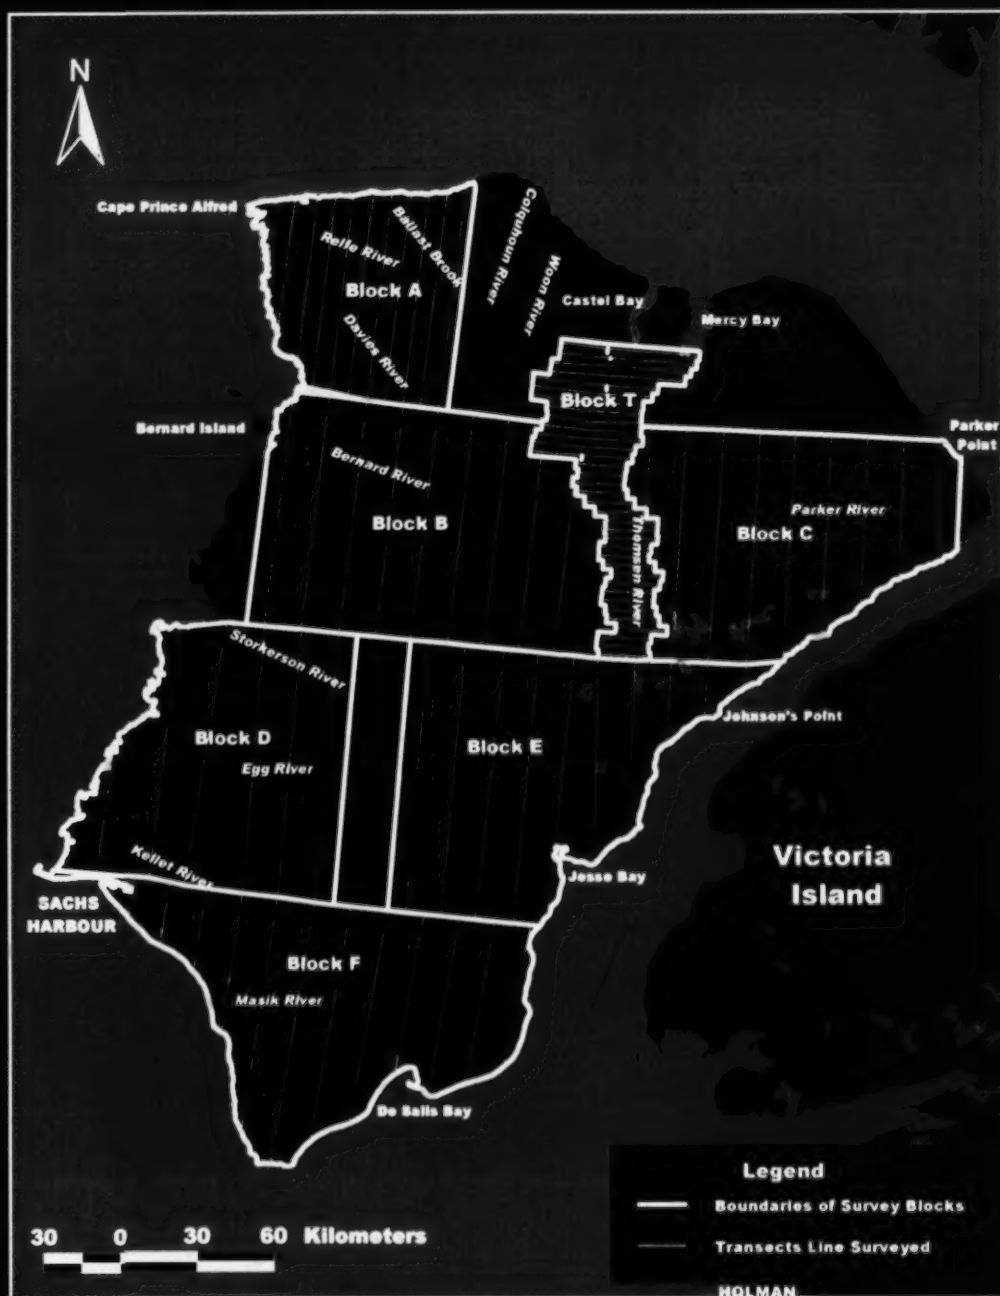 N
Cape Prince Alfred
Colquhoun River
Ballast Brook
Relle River
Woon River
Block A
Castel Bay
Mercy Bay
Davies River
Block T
Bernard Island
Parker
Point
Bernard River
Parker River
Block B
Block C
Thomsen River
Storkerson River
Johnson's Point
Block D
Block E
Egg River
Victoria
Island
Kellet River
Jesse Bay
SACHS
HARBOUR
Block F
Masik River
De Salis Bay
Legend
Boundaries of Survey Blocks
30 0 30 60 Kilometers
Transects Line Surveyed
HOLMAN